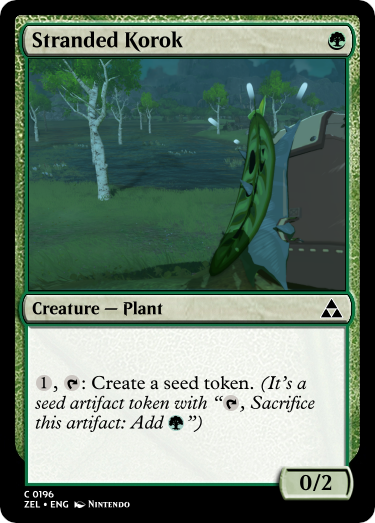 Stranded Korok
Creature — Plant
1, : Create a seed token. (It's a
seed artifact token with “, Sacrifice
this artifact: Add ”)
0/2
C 0196
ZEL • ENG Nintendo